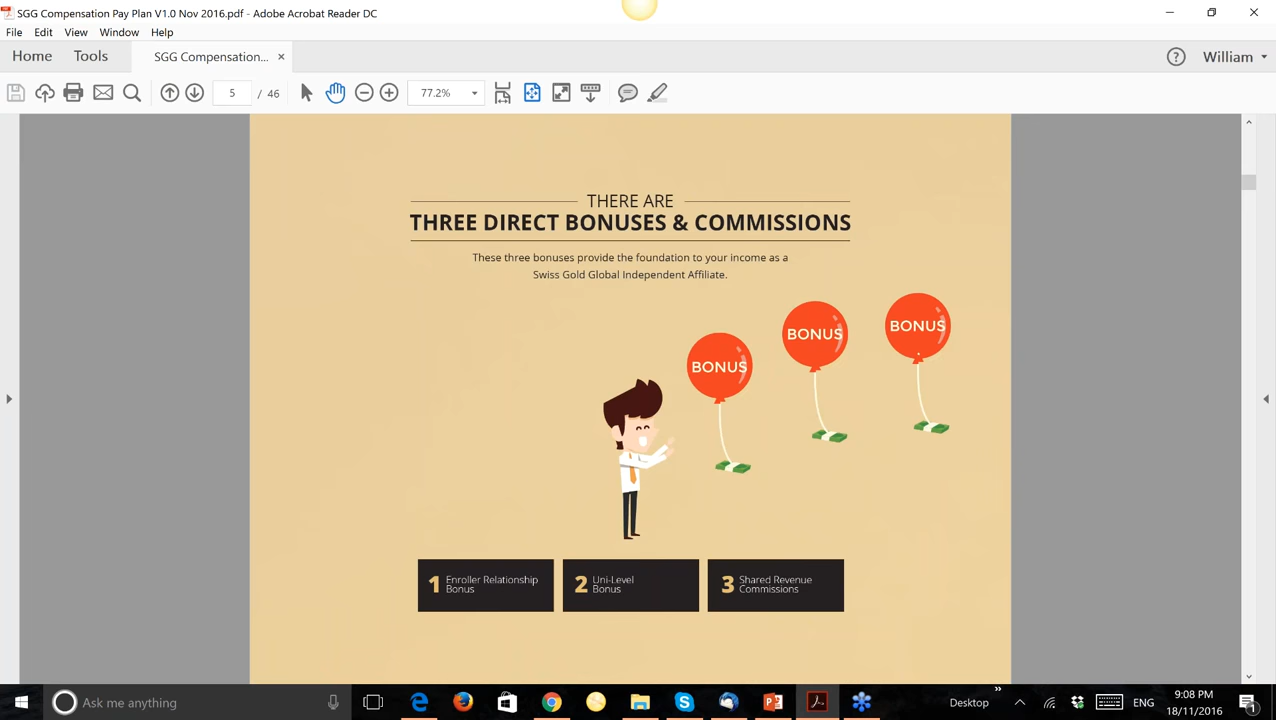 SGG Compensation Pay Plan V1.0 Nov 2016.pdf - Adobe Acrobat Reader DC
File Edit View Window Help
Home Tools SGG Compensation... × William
5 / 46 77.2%
THERE ARE
THREE DIRECT BONUSES & COMMISSIONS
These three bonuses provide the foundation to your income as a
Swiss Gold Global Independent Affiliate.
BONUS
BONUS
BONUS
1 Enroller Relationship
Bonus
2 Uni-Level
Bonus
3 Shared Revenue
Commissions
Ask me anything
Desktop
ENG
9:08 PM
18/11/2016
1